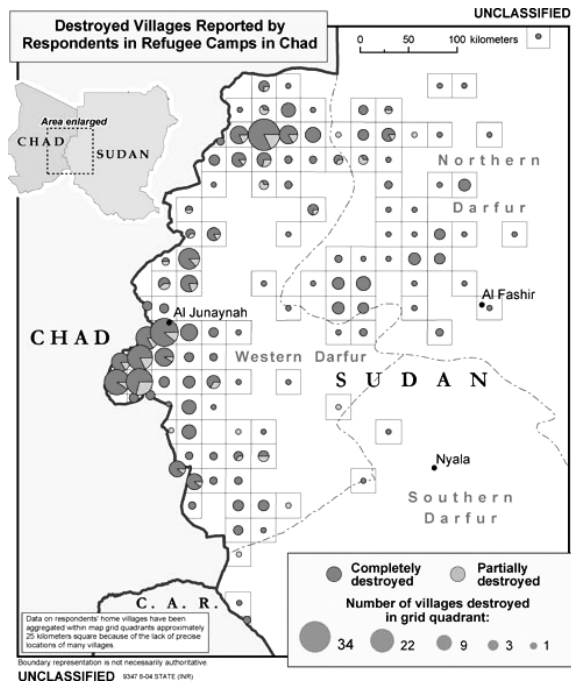 UNCLASSIFIED
Destroyed Villages Reported by
Respondents in Refugee Camps in Chad
0 50 100 kilometers
Area enlarged
CHAD
SUDAN
Northern
Darfur
Al Junaynah
Al Fashir
CHAD
Western Darfur
SUDAN
Nyala
Southern
Darfur
C. A. R.
Completely
destroyed
Partially
destroyed
Number of villages destroyed
in grid quadrant:
34 22 9 3 1
Data on respondents' home villages have been
aggregated within map grid quadrants approximately
25 kilometers square because of the lack of precise
locations of many villages.
Boundary representation is not necessarily authoritative
UNCLASSIFIED 9347 8-04 STATE (INR)